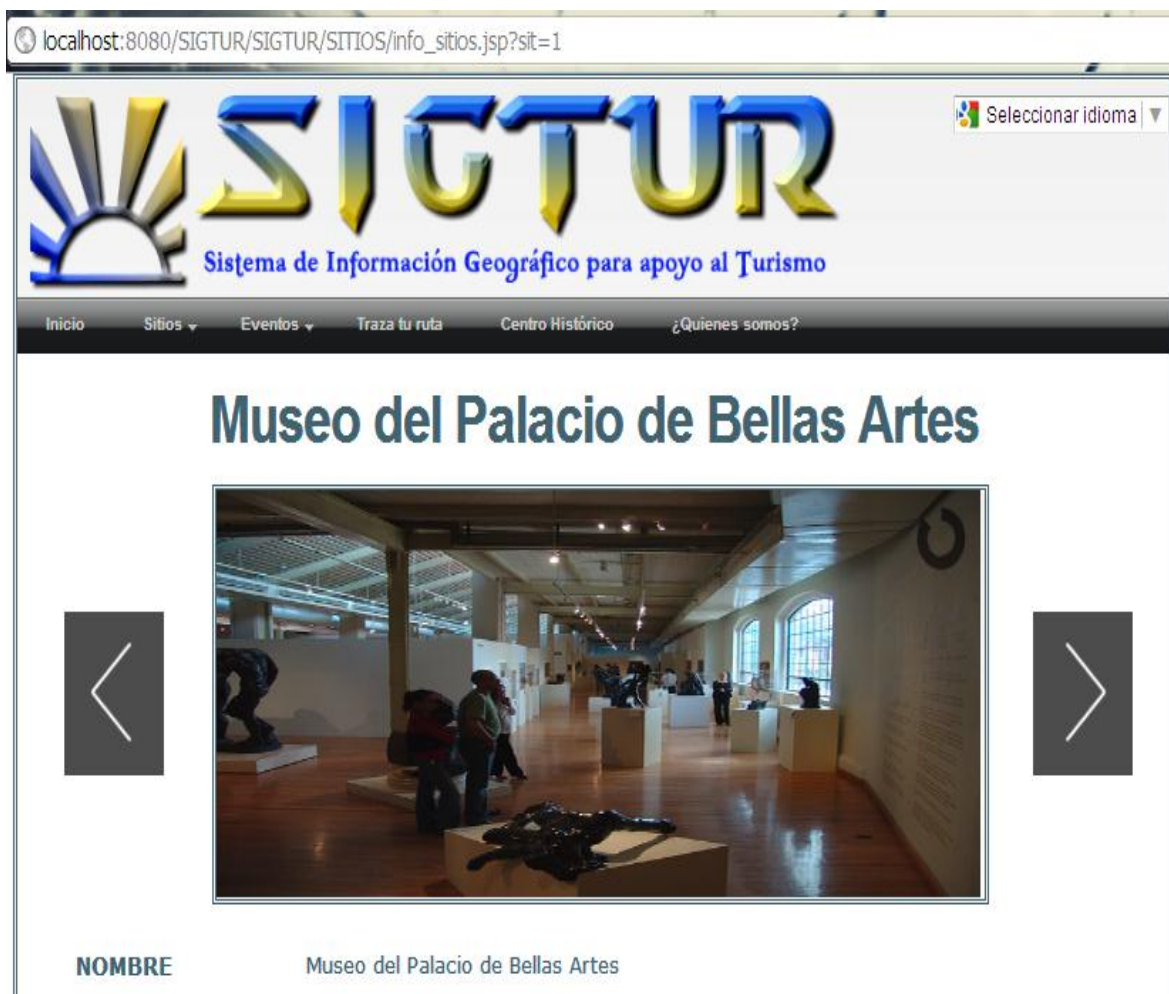 localhost:8080/SIGTUR/SIGTUR/SITIOS/info_sitios.jsp?sit=1
SIGTUR
Seleccionar idioma
Sistema de Información Geográfico para apoyo al Turismo
Inicio Sitios Eventos Traza tu ruta Centro Histórico ¿Quienes somos?
Museo del Palacio de Bellas Artes
NOMBRE Museo del Palacio de Bellas Artes